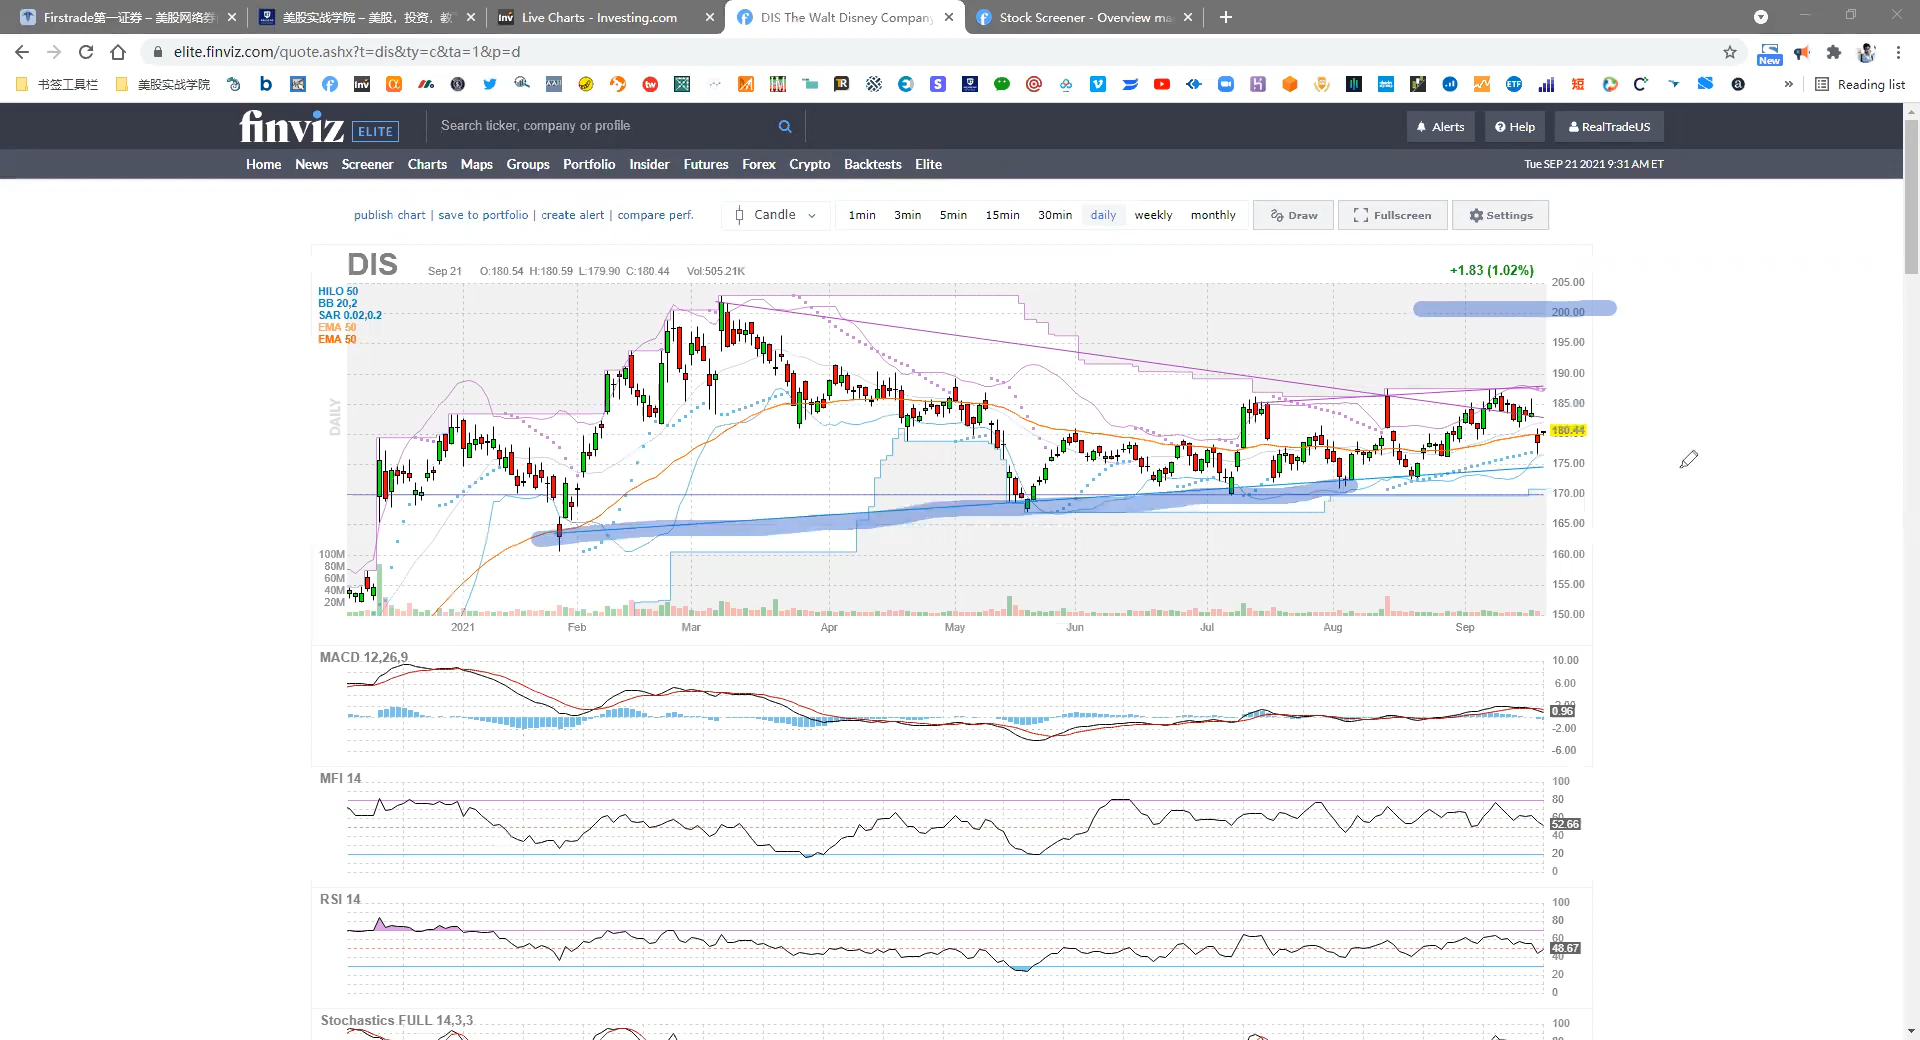 Firstrade第一证券 – 美股网络券
美股实战学院 – 美股，投资，教
Live Charts - Investing.com
DIS The Walt Disney Company
Stock Screener - Overview ma
elite.finviz.com/quote.ashx?t=dis&ty=c&ta=1&p=d
New
书签工具栏
美股实战学院
» Reading list
finviz ELITE
Search ticker, company or profile
Alerts
Help
RealTradeUS
Home News Screener Charts Maps Groups Portfolio Insider Futures Forex Crypto Backtests Elite
Tue SEP 21 2021 9:31 AM ET
publish chart | save to portfolio | create alert | compare perf.
Candle
1min 3min 5min 15min 30min daily weekly monthly
Draw
Fullscreen
Settings
DIS
Sep 21 O:180.54 H:180.59 L:179.90 C:180.44 Vol:505.21K
+1.83 (1.02%)
HILO 50
BB 20,2
SAR 0.02,0.2
EMA 50
EMA 50
DAILY
205.00
200.00
195.00
190.00
185.00
180.44
175.00
170.00
165.00
160.00
155.00
150.00
100M
80M
60M
40M
20M
2021 Feb Mar Apr May Jun Jul Aug Sep
MACD 12,26,9
10.00
6.00
0.96
-2.00
-6.00
MFI 14
100
80
52.66
40
20
0
RSI 14
100
80
60
48.67
40
20
0
Stochastics FULL 14,3,3
100